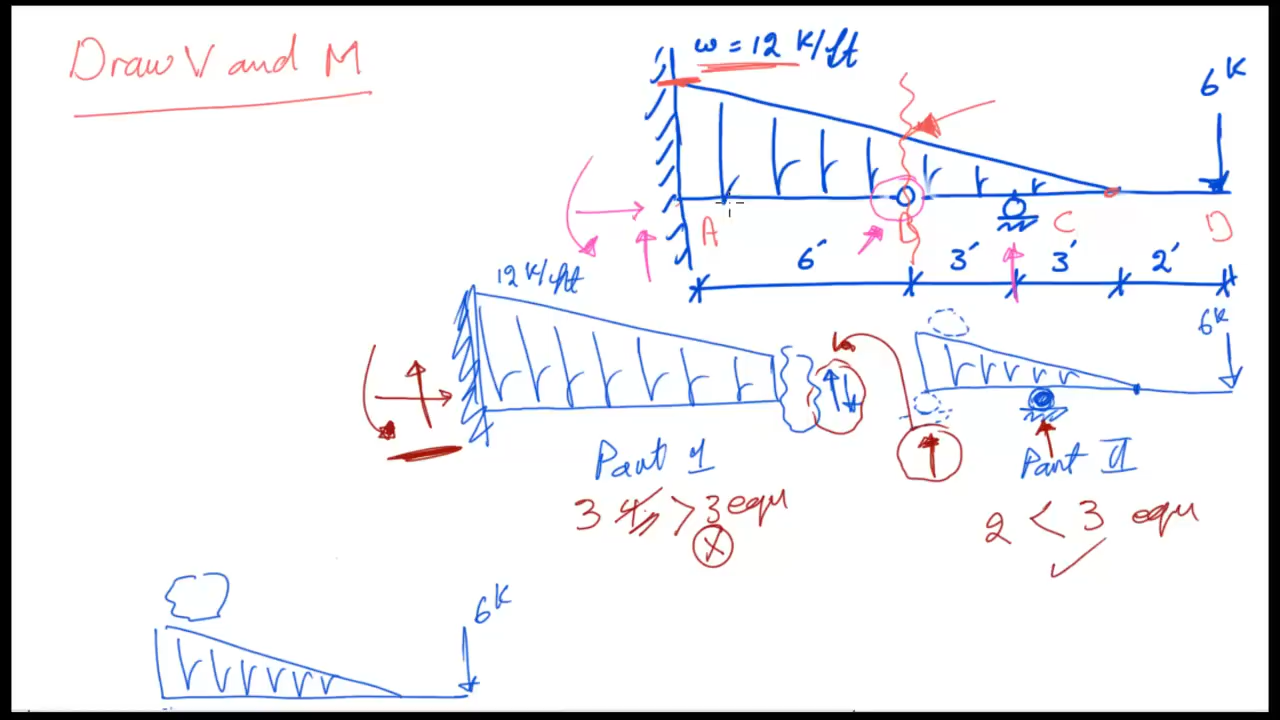 Draw V and M
w = 12 K/ft
6K
A
C
D
6'
3'
3'
2'
12 K/ft
6K
Part 1
Part II
3 4 > 3 equ
X
2 < 3 equ
6K